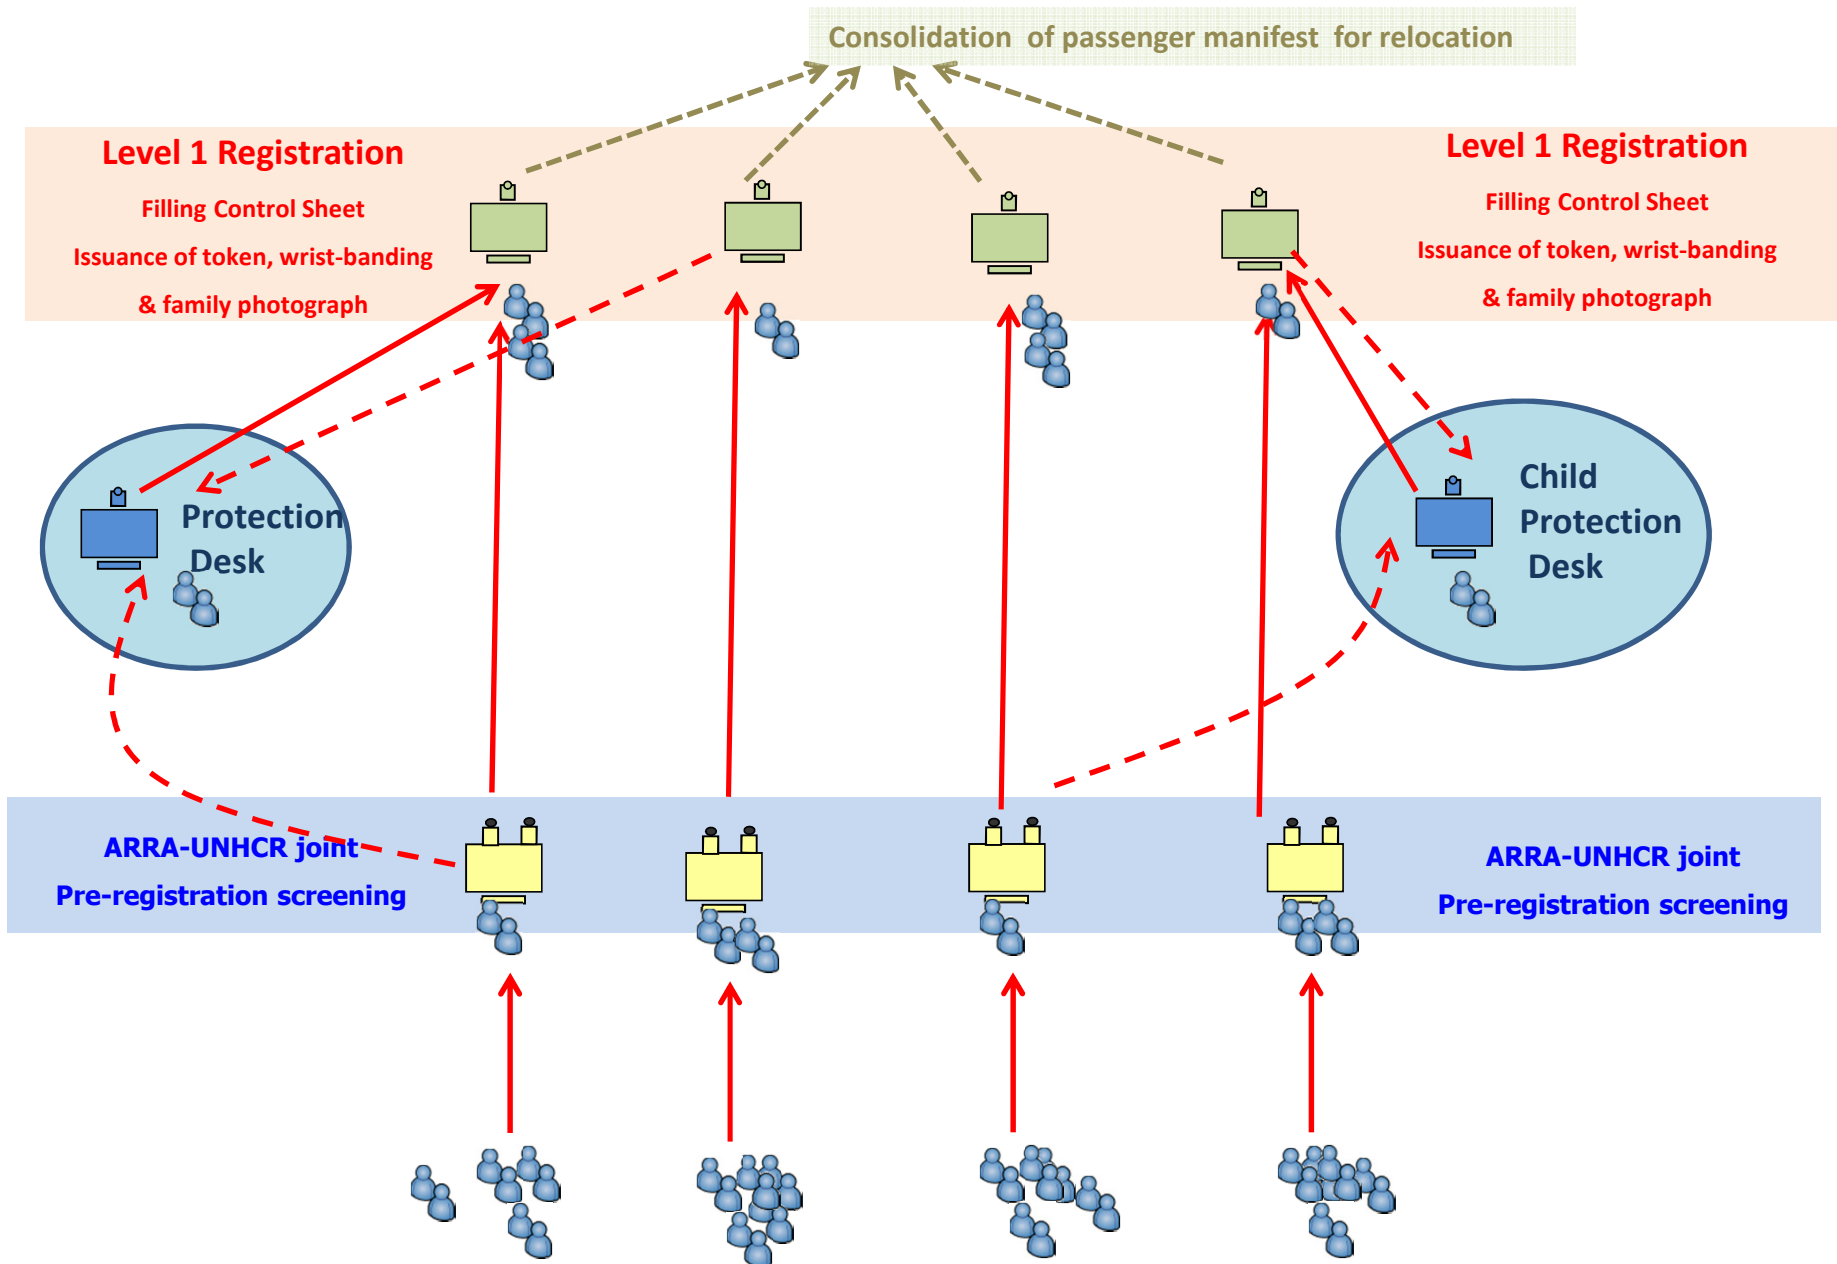 Consolidation of passenger manifest for relocation
Level 1 Registration
Filling Control Sheet
Issuance of token, wrist-banding
& family photograph
Level 1 Registration
Filling Control Sheet
Issuance of token, wrist-banding
& family photograph
Protection
Desk
Child
Protection
Desk
ARRA-UNHCR joint
Pre-registration screening
ARRA-UNHCR joint
Pre-registration screening